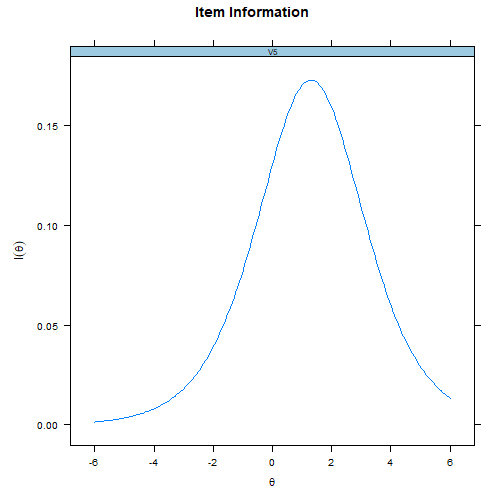 Item Information
V5
I(θ)
0.15
0.10
0.05
0.00
-6 -4 -2 0 2 4 6
θ